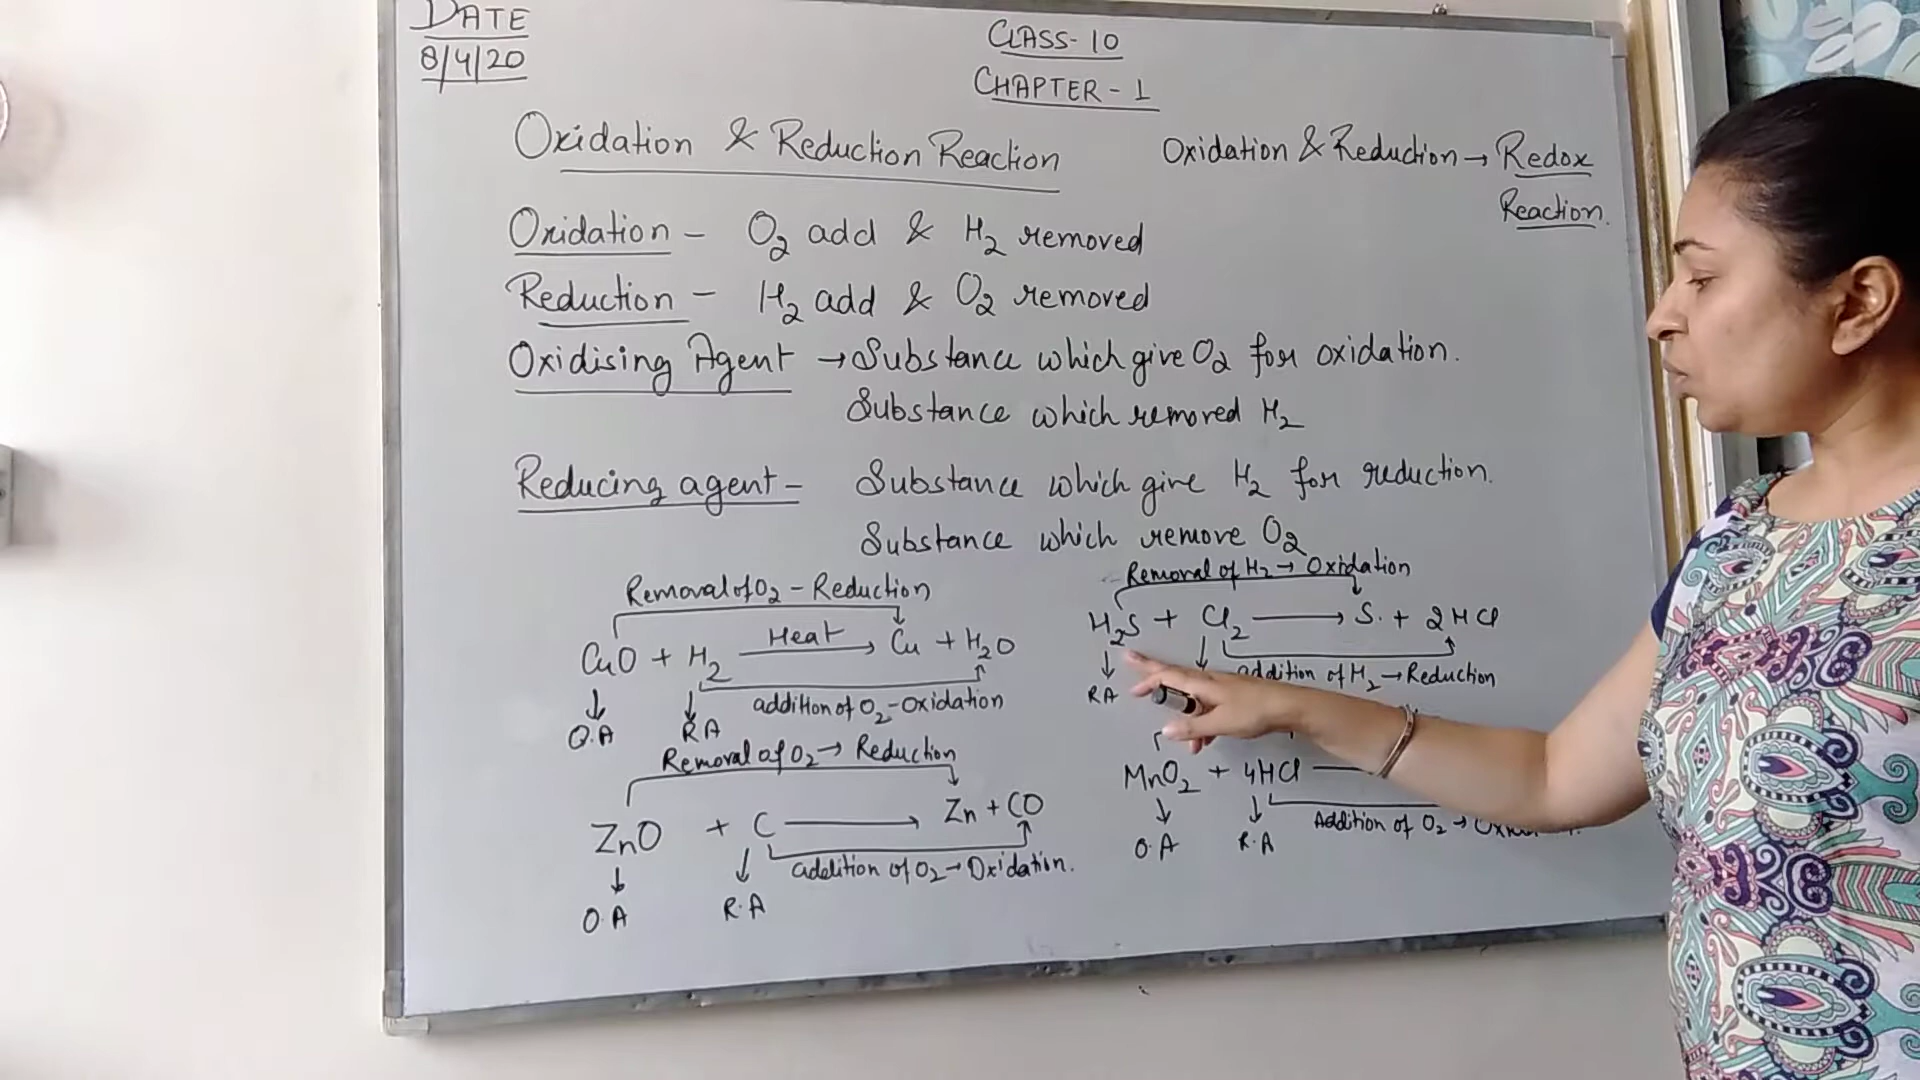 DATE
8/4/20
CLASS-10
CHAPTER-1
Oxidation & Reduction Reaction
Oxidation & Reduction → Redox
Reaction.
Oxidation - O₂ add & H₂ removed
Reduction - H₂ add & O₂ removed
Oxidising Agent → Substance which give O₂ for oxidation.
Substance which removed H₂
Reducing agent - Substance which give H₂ for reduction.
Substance which remove O₂
Removal of O₂ - Reduction
CuO + H₂ Heat → Cu + H₂O
addition of O₂ - Oxidation
↓ ↓
O.A RA
Removal of O₂ → Reduction
ZnO + C → Zn + CO
addition of O₂ → Oxidation.
↓ ↓
O.A R.A
Removal of H₂ → Oxidation
H₂S + Cl₂ → S. + 2HCl
addition of H₂ → Reduction
↓ ↓
RA
MnO₂ + 4HCl
Addition of O₂ →
↓ ↓
O.A R.A